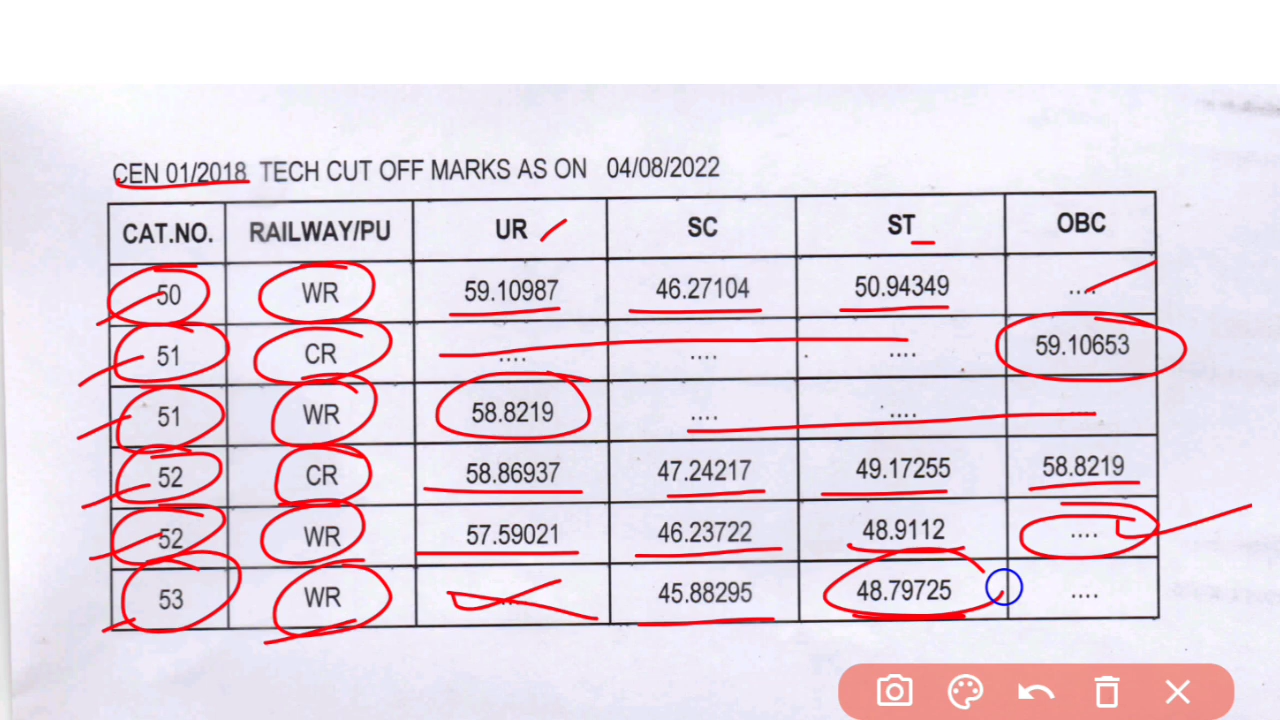 CEN 01/2018 TECH CUT OFF MARKS AS ON 04/08/2022
CAT.NO. RAILWAY/PU UR SC ST OBC
50 WR 59.10987 46.27104 50.94349 ....
51 CR .... .... .... 59.10653
51 WR 58.8219 .... .... ....
52 CR 58.86937 47.24217 49.17255 58.8219
52 WR 57.59021 46.23722 48.9112 ....
53 WR 45.88295 48.79725 ....